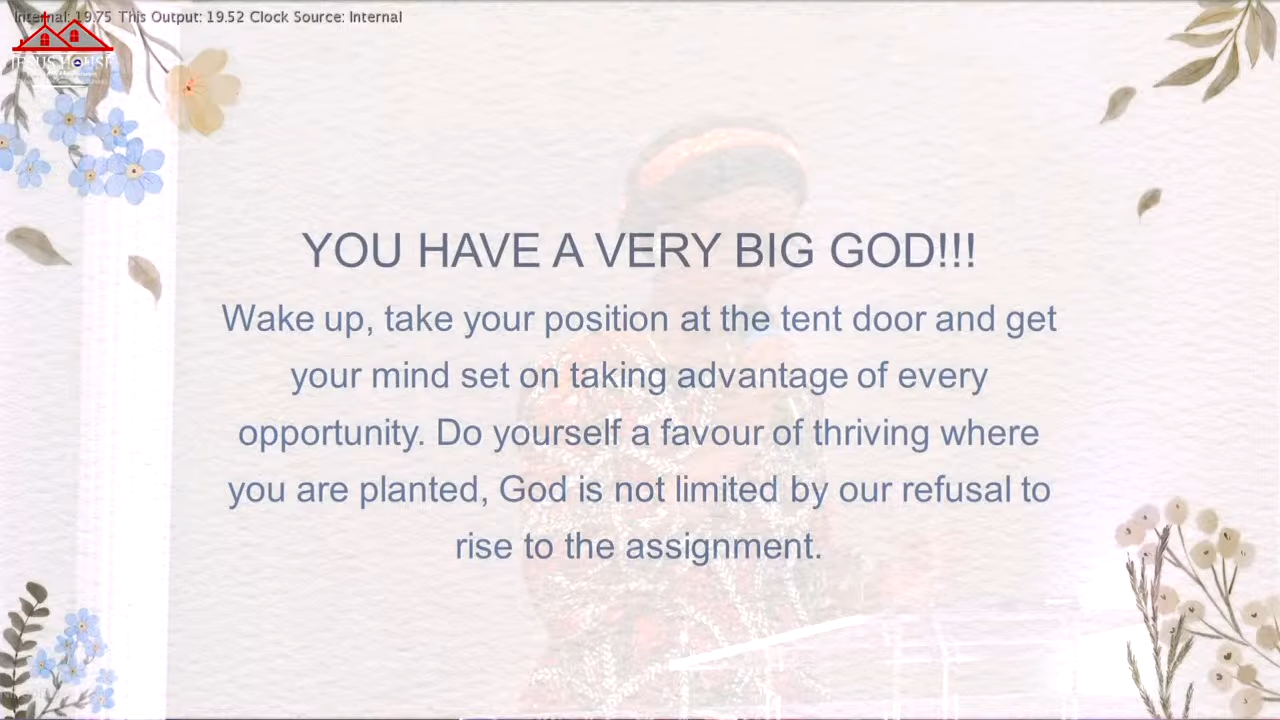 Internal: 19.75 This Output: 19.52 Clock Source: Internal
JESUS HOUSE
YOU HAVE A VERY BIG GOD!!!
Wake up, take your position at the tent door and get
your mind set on taking advantage of every
opportunity. Do yourself a favour of thriving where
you are planted, God is not limited by our refusal to
rise to the assignment.